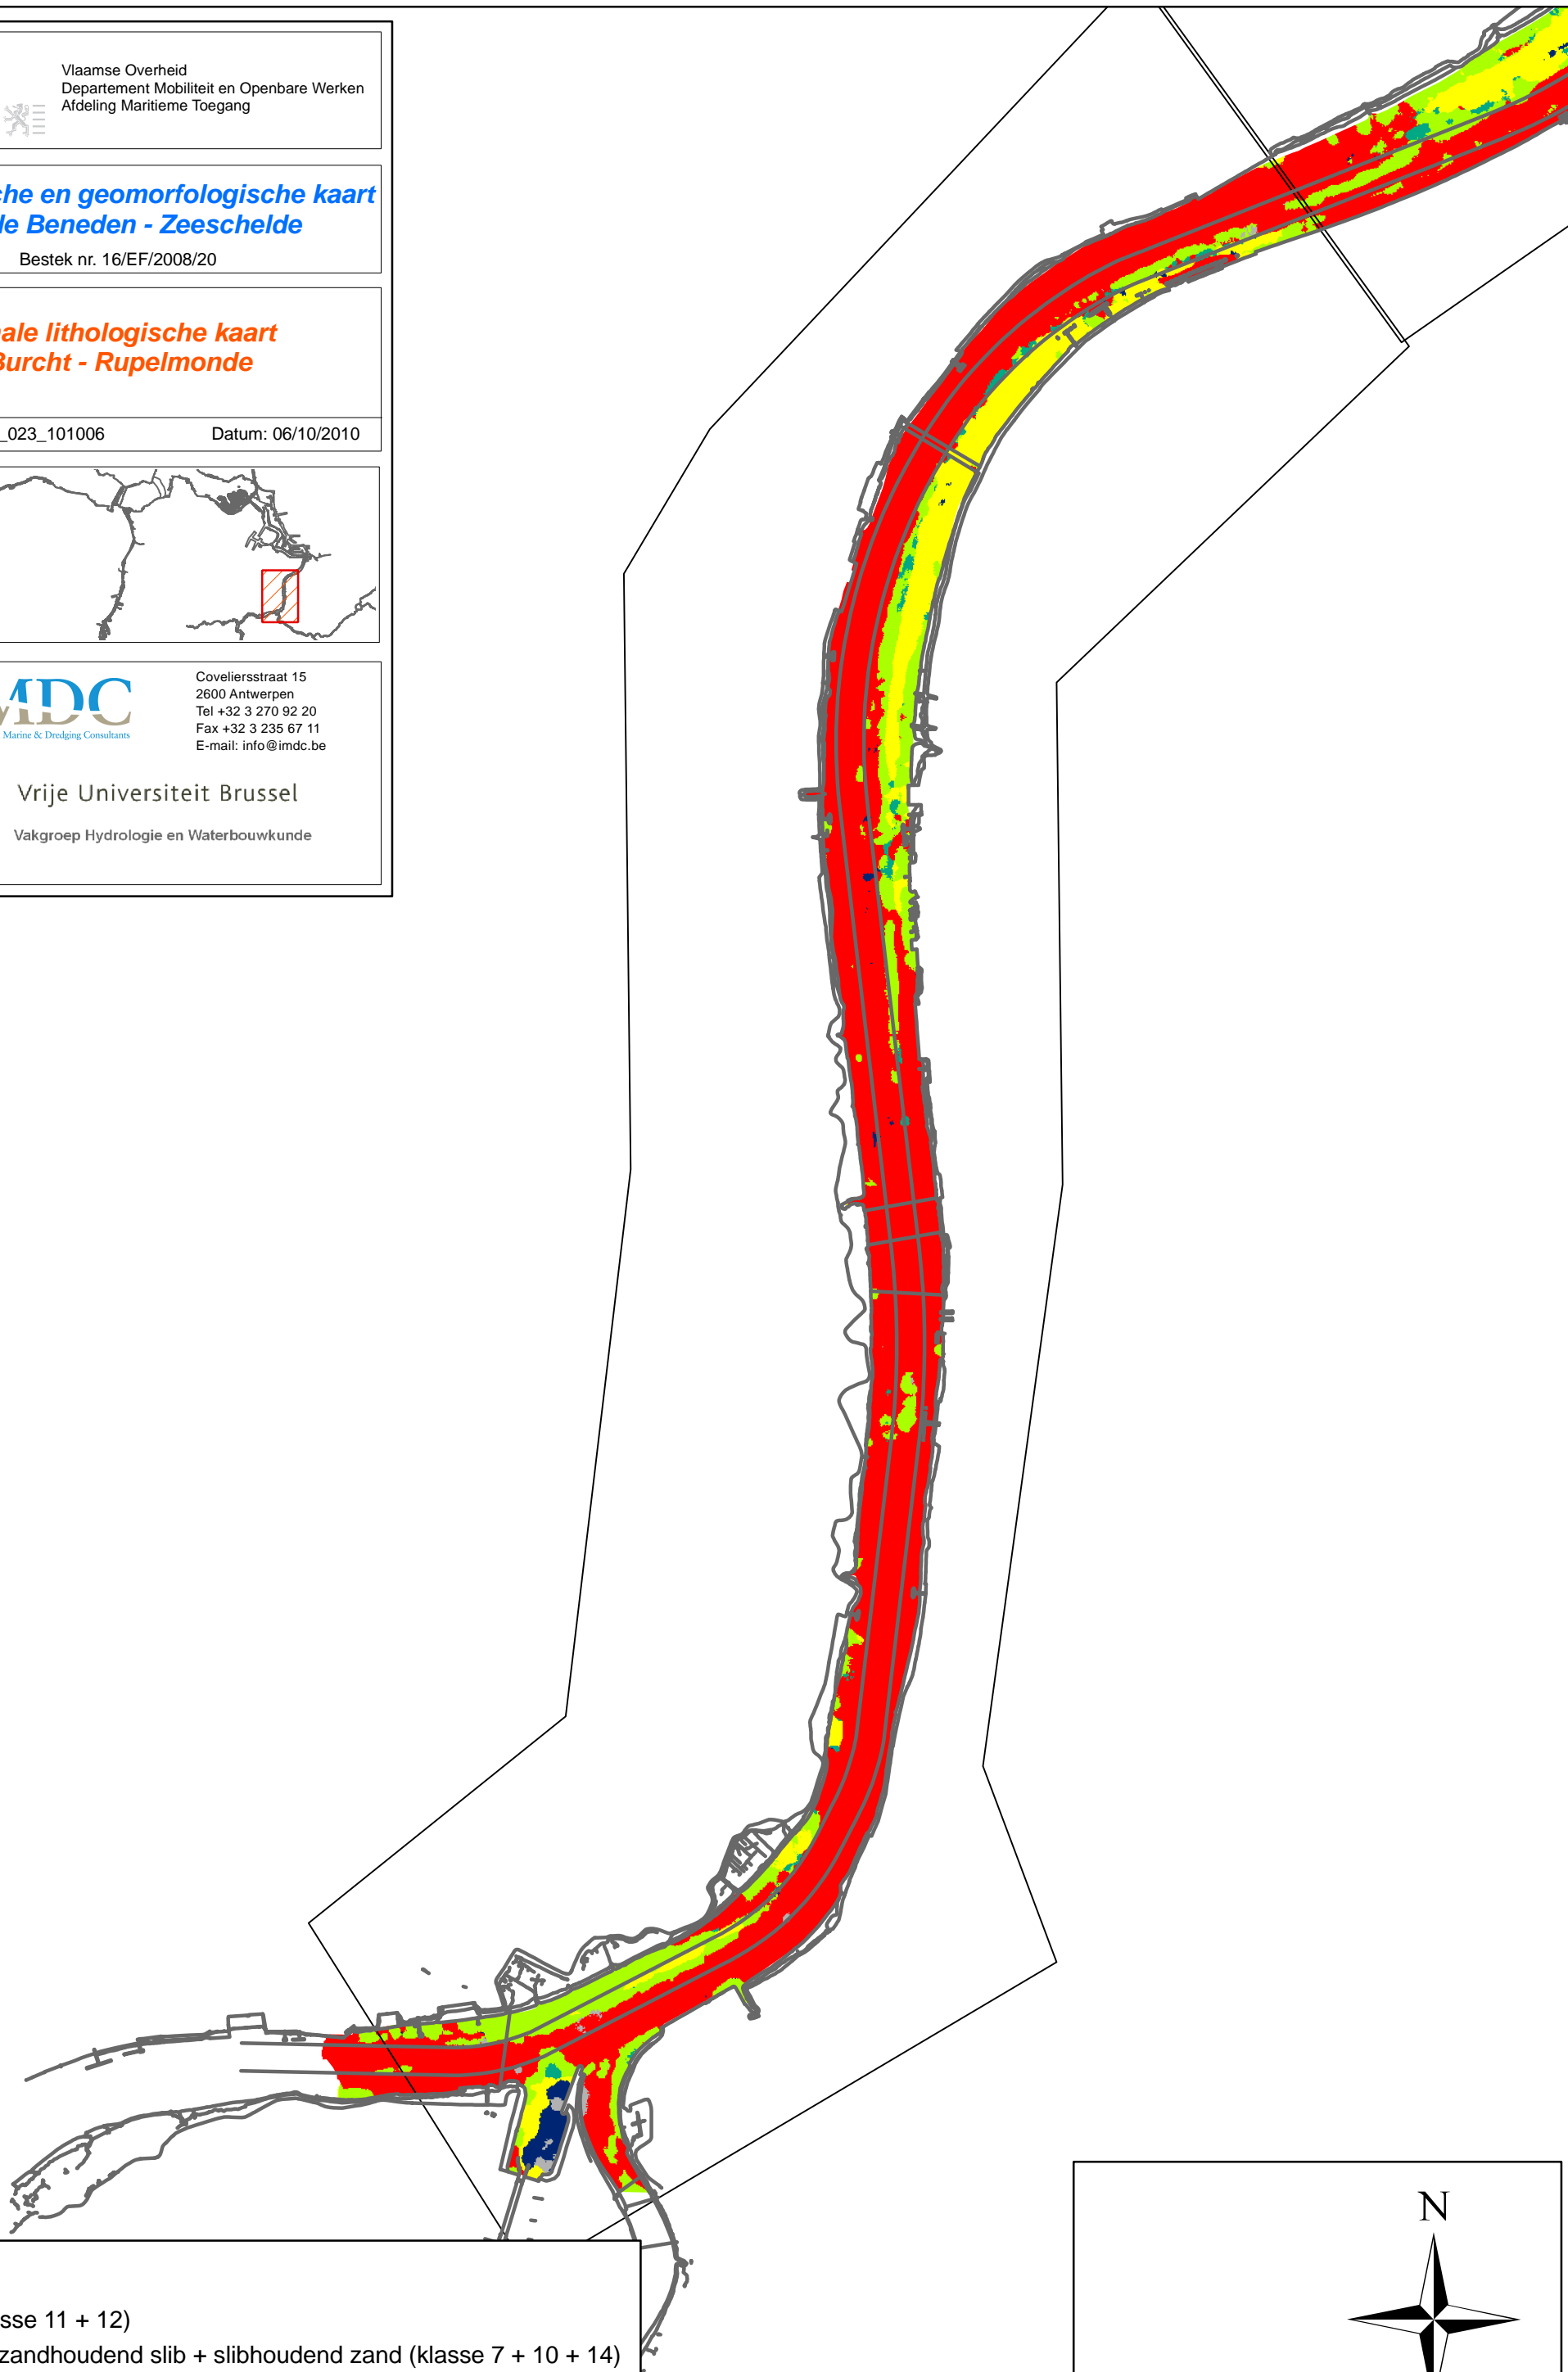 Vlaamse Overheid
Departement Mobiliteit en Openbare Werken
Afdeling Maritieme Toegang
che en geomorfologische kaart
de Beneden - Zeeschelde
Bestek nr. 16/EF/2008/20
ale lithologische kaart
Burcht - Rupelmonde
_023_101006 Datum: 06/10/2010
MDC
Marine & Dredging Consultants
Coveliersstraat 15
2600 Antwerpen
Tel +32 3 270 92 20
Fax +32 3 235 67 11
E-mail: info@imdc.be
Vrije Universiteit Brussel
Vakgroep Hydrologie en Waterbouwkunde
N
sse 11 + 12)
zandhoudend slib + slibhoudend zand (klasse 7 + 10 + 14)